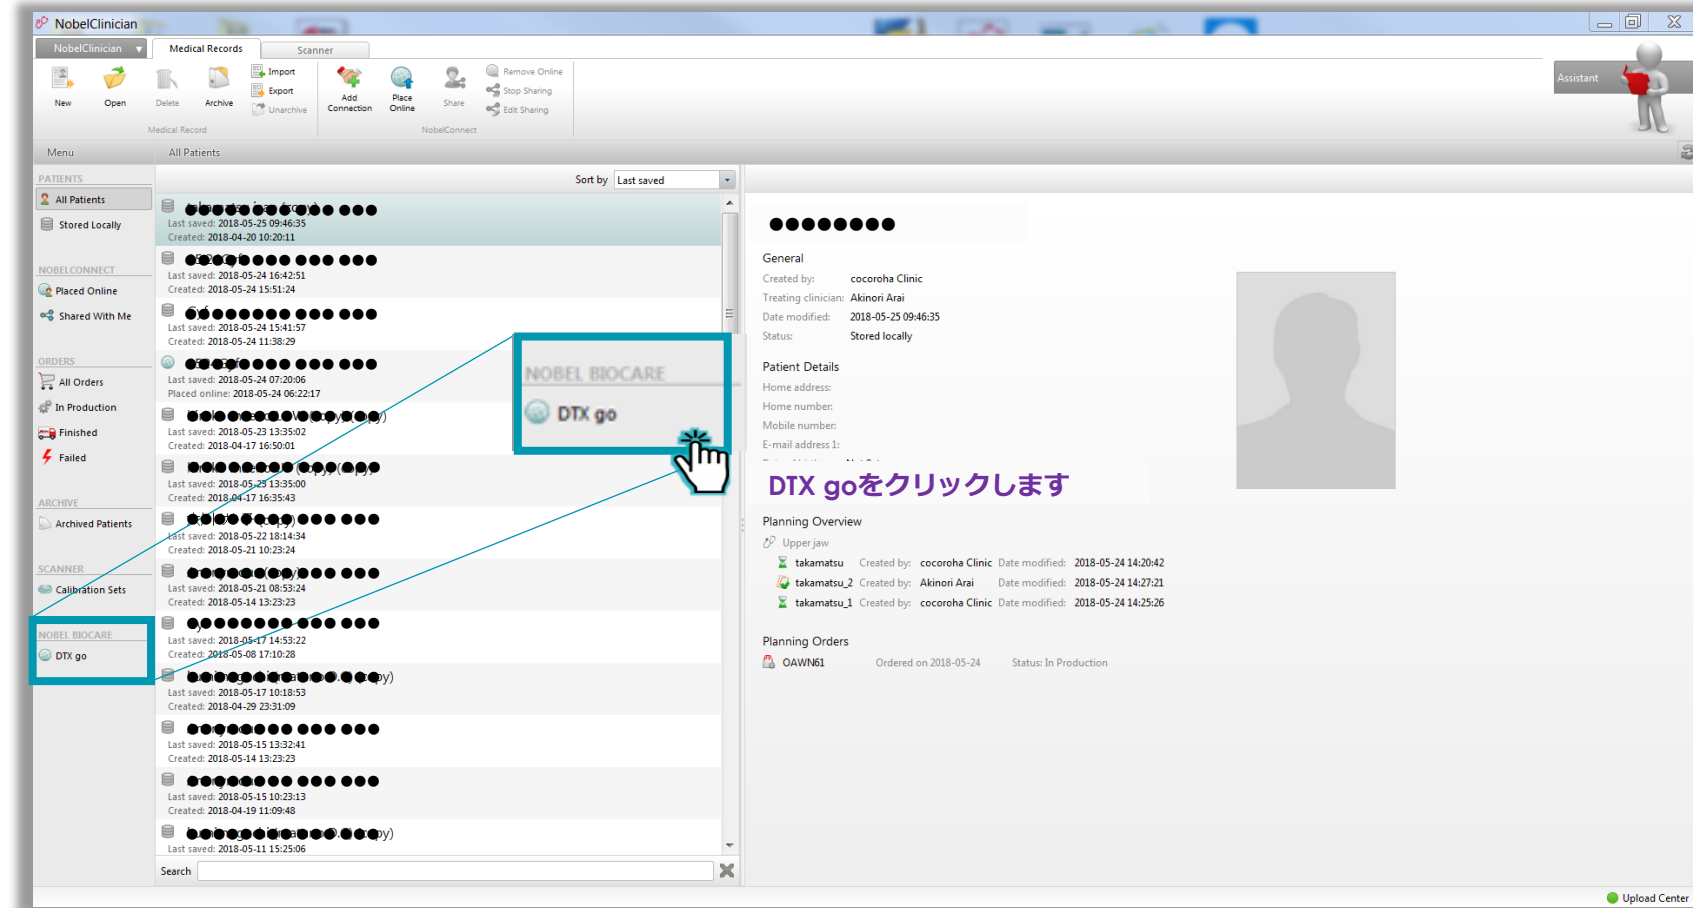 NobelClinician
NobelClinician
Medical Records
Scanner
New
Open
Delete
Archive
Import
Export
Unarchive
Add Connection
Place Online
Share
Remove Online
Stop Sharing
Edit Sharing
Medical Record
NobelConnect
Assistant
Menu
All Patients
PATIENTS
All Patients
Stored Locally
NOBELCONNECT
Placed Online
Shared With Me
ORDERS
All Orders
In Production
Finished
Failed
ARCHIVE
Archived Patients
SCANNER
Calibration Sets
NOBEL BIOCARE
DTX go
Sort by Last saved
Last saved: 2018-05-25 09:46:35
Created: 2018-04-20 10:20:11
Last saved: 2018-05-24 16:42:51
Created: 2018-05-24 15:51:24
Last saved: 2018-05-24 15:41:57
Created: 2018-05-24 11:38:29
Last saved: 2018-05-24 07:20:06
Placed online: 2018-05-24 06:22:17
Last saved: 2018-05-23 13:35:02
Created: 2018-04-17 16:50:01
Last saved: 2018-05-23 13:35:00
Created: 2018-04-17 16:35:43
Last saved: 2018-05-22 18:14:34
Created: 2018-05-21 10:23:24
Last saved: 2018-05-21 08:53:24
Created: 2018-05-14 13:23:23
Last saved: 2018-05-17 14:53:22
Created: 2018-05-08 17:10:28
Last saved: 2018-05-17 10:18:53
Created: 2018-04-29 23:31:09
Last saved: 2018-05-15 13:32:41
Created: 2018-05-14 13:23:23
Last saved: 2018-05-15 10:23:13
Created: 2018-04-19 11:09:48
Last saved: 2018-05-11 15:25:06
Search
NOBEL BIOCARE
DTX go
General
Created by: cocoroha Clinic
Treating clinician: Akinori Arai
Date modified: 2018-05-25 09:46:35
Status: Stored locally
Patient Details
Home address:
Home number:
Mobile number:
E-mail address 1:
DTX goをクリックします
Planning Overview
Upper jaw
takamatsu Created by: cocoroha Clinic Date modified: 2018-05-24 14:20:42
takamatsu_2 Created by: Akinori Arai Date modified: 2018-05-24 14:27:21
takamatsu_1 Created by: cocoroha Clinic Date modified: 2018-05-24 14:25:26
Planning Orders
OAWN61 Ordered on 2018-05-24 Status: In Production
Upload Center